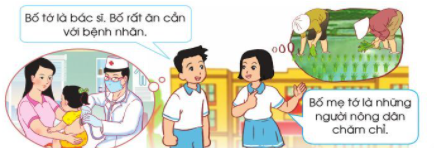 Bố tớ là bác sĩ. Bố rất ân cần
với bệnh nhân.
Bố mẹ tớ là những
người nông dân
chăm chỉ.